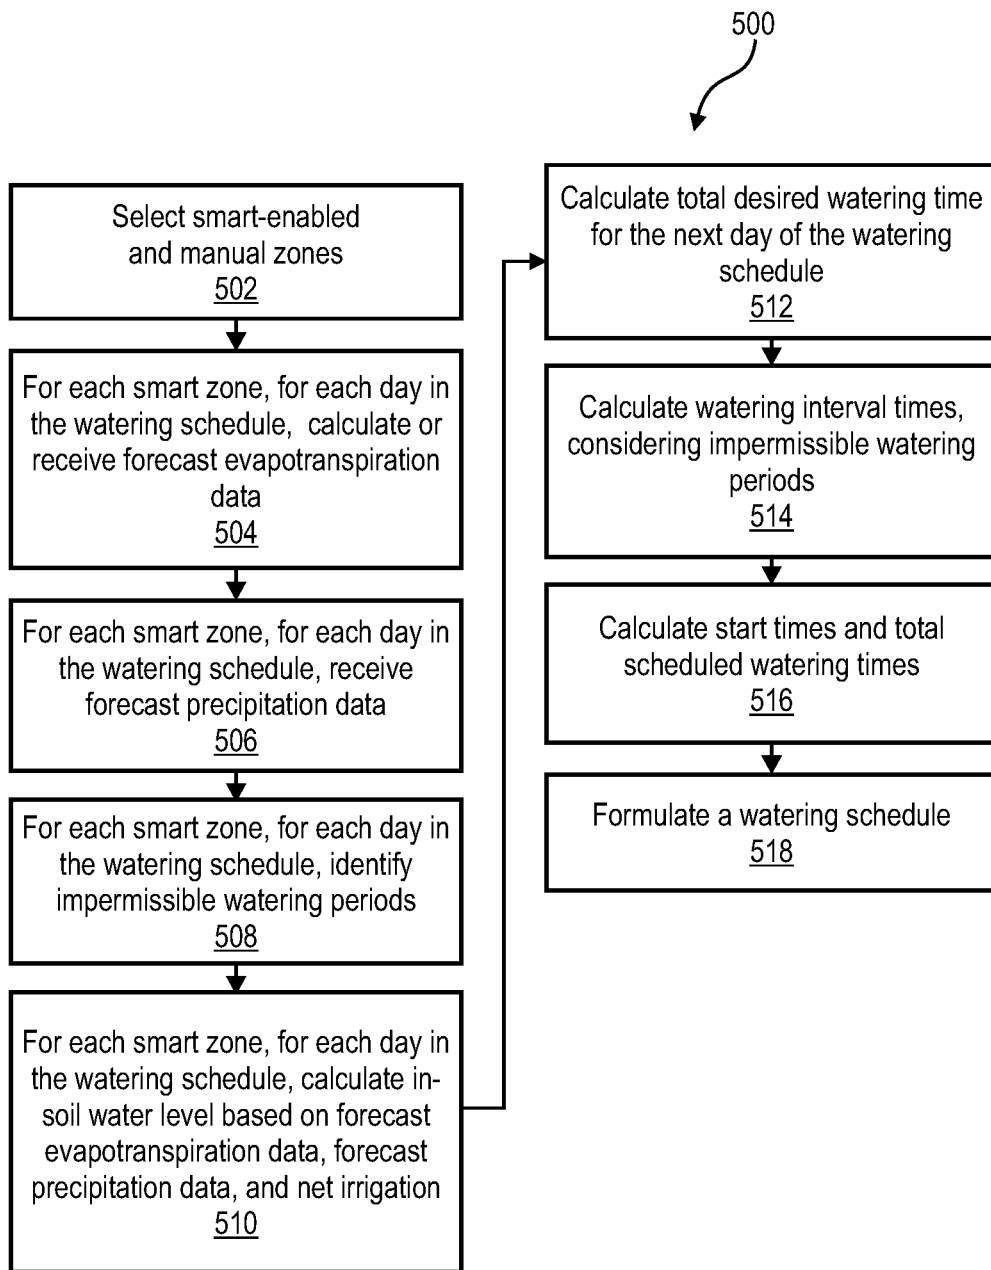 500
Select smart-enabled
and manual zones
502
For each smart zone, for each day in
the watering schedule, calculate or
receive forecast evapotranspiration
data
504
For each smart zone, for each day in
the watering schedule, receive
forecast precipitation data
506
For each smart zone, for each day in
the watering schedule, identify
impermissible watering periods
508
For each smart zone, for each day in
the watering schedule, calculate in-
soil water level based on forecast
evapotranspiration data, forecast
precipitation data, and net irrigation
510
Calculate total desired watering time
for the next day of the watering
schedule
512
Calculate watering interval times,
considering impermissible watering
periods
514
Calculate start times and total
scheduled watering times
516
Formulate a watering schedule
518